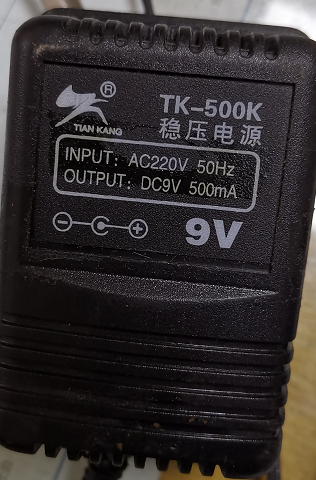 ®
TK-500K
TIAN KANG
稳压电源
INPUT: AC220V 50Hz
OUTPUT: DC9V 500mA
9V